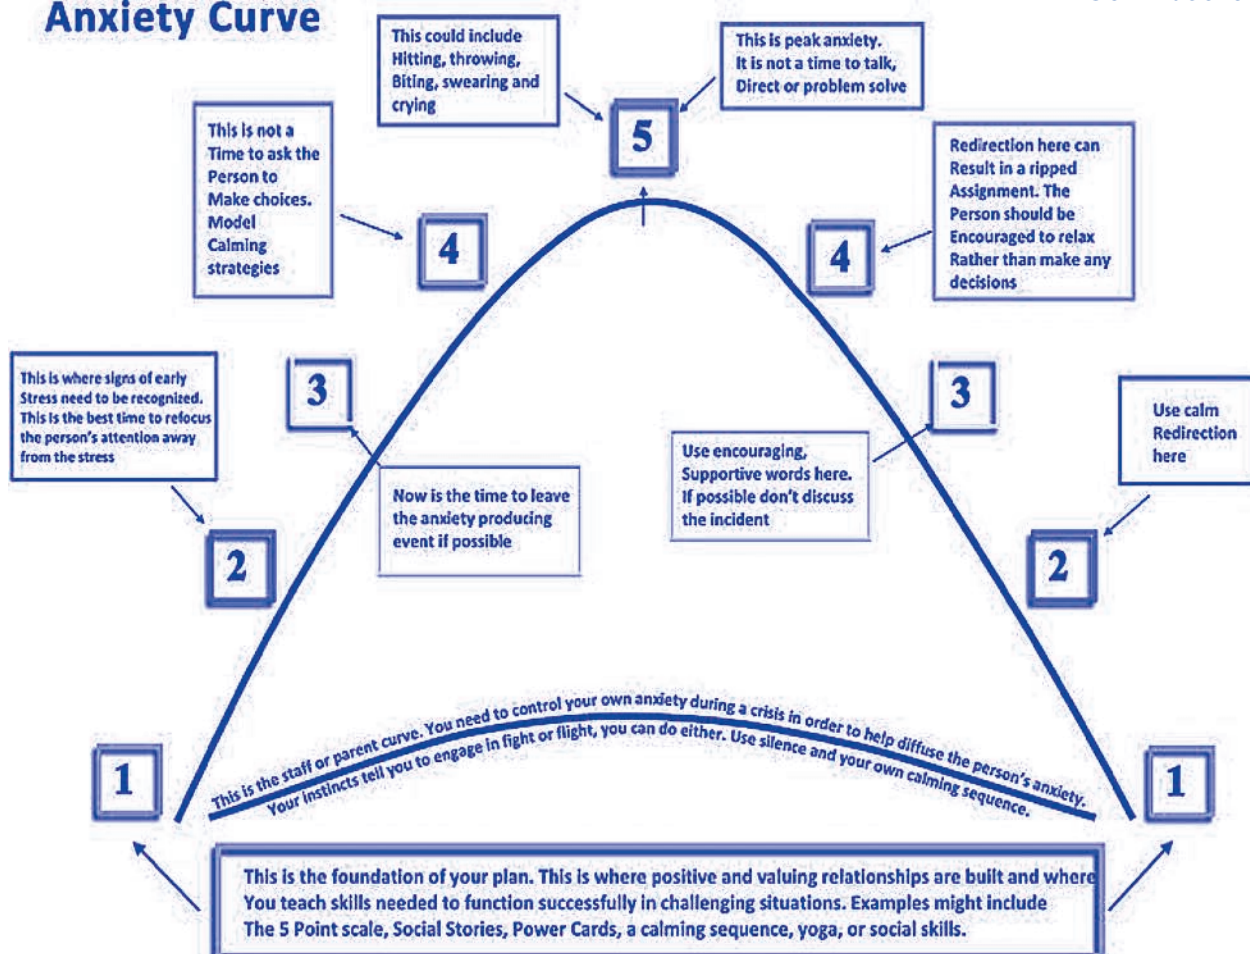 Anxiety Curve
This could include
Hitting, throwing,
Biting, swearing and
crying
This is peak anxiety.
It is not a time to talk,
Direct or problem solve
5
This is not a
Time to ask the
Person to
Make choices.
Model
Calming
strategies
4
4
Redirection here can
Result in a ripped
Assignment. The
Person should be
Encouraged to relax
Rather than make any
decisions
This is where signs of early
Stress need to be recognized.
This is the best time to refocus
the person's attention away
from the stress
3
Now is the time to leave
the anxiety producing
event if possible
3
Use encouraging,
Supportive words here.
If possible don't discuss
the incident
Use calm
Redirection
here
2
2
This is the staff or parent curve. You need to control your own anxiety during a crisis in order to help diffuse the person's anxiety.
Your instincts tell you to engage in fight or flight, you can do either. Use silence and your own calming sequence.
1
1
This is the foundation of your plan. This is where positive and valuing relationships are built and where
You teach skills needed to function successfully in challenging situations. Examples might include
The 5 Point scale, Social Stories, Power Cards, a calming sequence, yoga, or social skills.